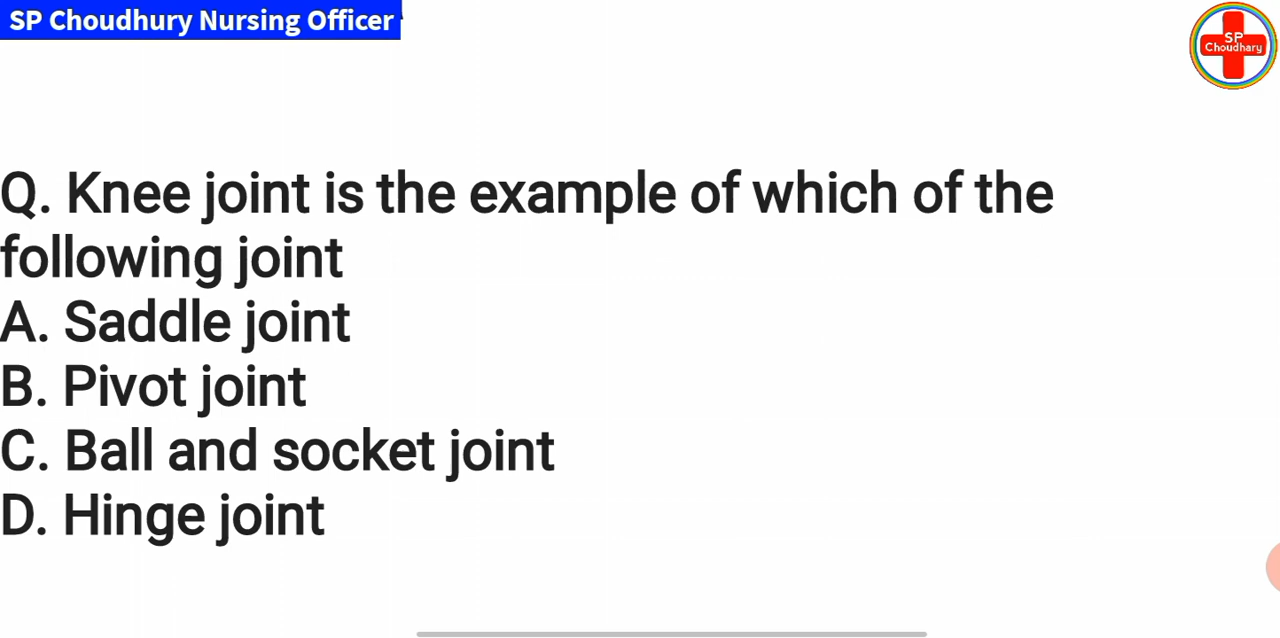 SP Choudhury Nursing Officer
SP
Choudhary
Q. Knee joint is the example of which of the
following joint
A. Saddle joint
B. Pivot joint
C. Ball and socket joint
D. Hinge joint